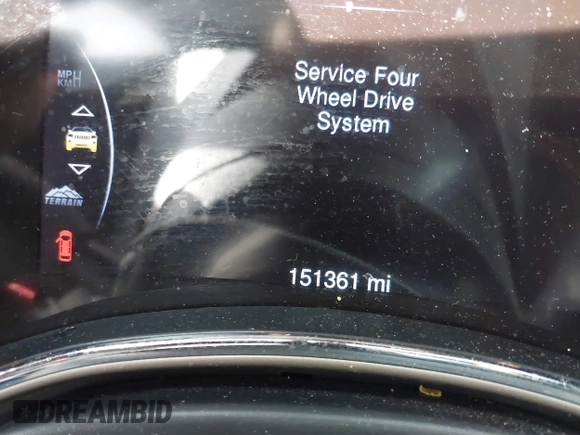 MPH
KM
Service Four
Wheel Drive
System
TERRAIN
151361 mi
DREAMBID